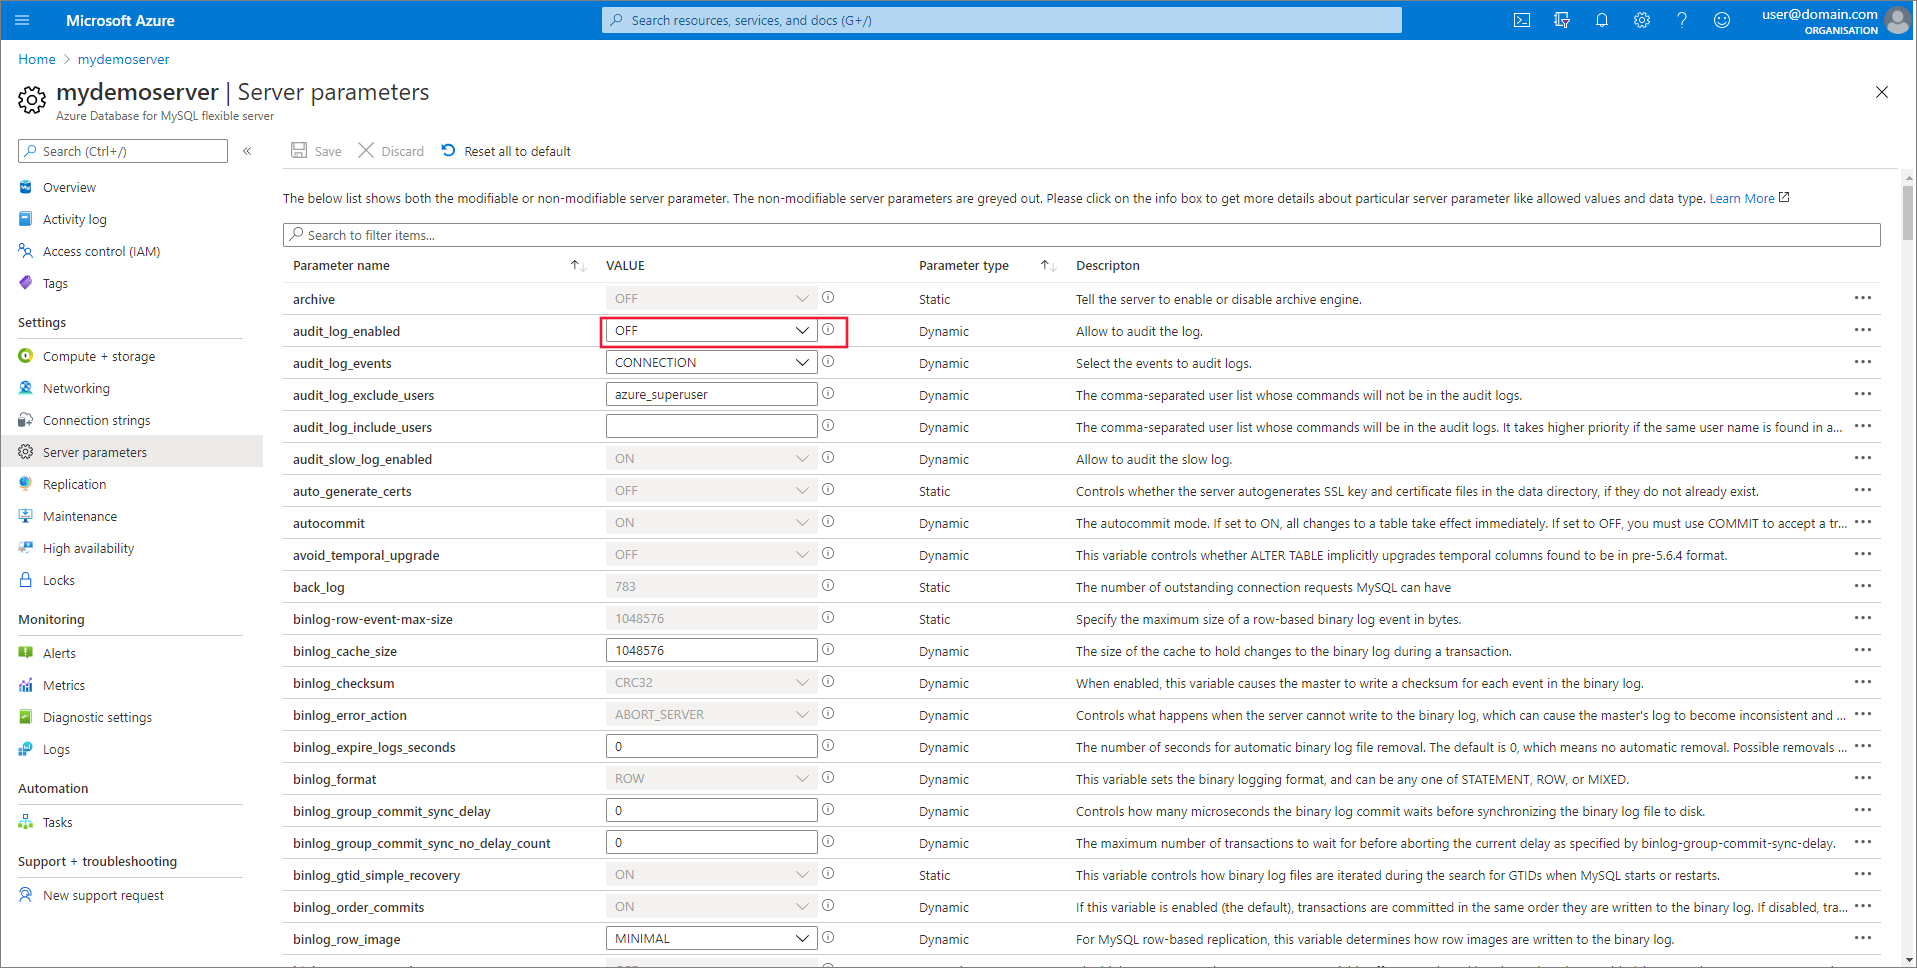 Microsoft Azure
Search resources, services, and docs (G+/)
user@domain.com
ORGANISATION
Home > mydemoserver
mydemoserver | Server parameters
Azure Database for MySQL flexible server
Search (Ctrl+/)
«
Save
Discard
Reset all to default
Overview
Activity log
Access control (IAM)
Tags
Settings
Compute + storage
Networking
Connection strings
Server parameters
Replication
Maintenance
High availability
Locks
Monitoring
Alerts
Metrics
Diagnostic settings
Logs
Automation
Tasks
Support + troubleshooting
New support request
The below list shows both the modifiable or non-modifiable server parameter. The non-modifiable server parameters are greyed out. Please click on the info box to get more details about particular server parameter like allowed values and data type. Learn More
Search to filter items...
Parameter name VALUE Parameter type Descripton
archive OFF Static Tell the server to enable or disable archive engine.
audit_log_enabled OFF Dynamic Allow to audit the log.
audit_log_events CONNECTION Dynamic Select the events to audit logs.
audit_log_exclude_users azure_superuser Dynamic The comma-separated user list whose commands will not be in the audit logs.
audit_log_include_users Dynamic The comma-separated user list whose commands will be in the audit logs. It takes higher priority if the same user name is found in a...
audit_slow_log_enabled ON Dynamic Allow to audit the slow log.
auto_generate_certs OFF Static Controls whether the server autogenerates SSL key and certificate files in the data directory, if they do not already exist.
autocommit ON Dynamic The autocommit mode. If set to ON, all changes to a table take effect immediately. If set to OFF, you must use COMMIT to accept a tr...
avoid_temporal_upgrade OFF Dynamic This variable controls whether ALTER TABLE implicitly upgrades temporal columns found to be in pre-5.6.4 format.
back_log 783 Static The number of outstanding connection requests MySQL can have
binlog-row-event-max-size 1048576 Static Specify the maximum size of a row-based binary log event in bytes.
binlog_cache_size 1048576 Dynamic The size of the cache to hold changes to the binary log during a transaction.
binlog_checksum CRC32 Dynamic When enabled, this variable causes the master to write a checksum for each event in the binary log.
binlog_error_action ABORT_SERVER Dynamic Controls what happens when the server cannot write to the binary log, which can cause the master's log to become inconsistent and ...
binlog_expire_logs_seconds 0 Dynamic The number of seconds for automatic binary log file removal. The default is 0, which means no automatic removal. Possible removals ...
binlog_format ROW Dynamic This variable sets the binary logging format, and can be any one of STATEMENT, ROW, or MIXED.
binlog_group_commit_sync_delay 0 Dynamic Controls how many microseconds the binary log commit waits before synchronizing the binary log file to disk.
binlog_group_commit_sync_no_delay_count 0 Dynamic The maximum number of transactions to wait for before aborting the current delay as specified by binlog-group-commit-sync-delay.
binlog_gtid_simple_recovery ON Static This variable controls how binary log files are iterated during the search for GTIDs when MySQL starts or restarts.
binlog_order_commits ON Dynamic If this variable is enabled (the default), transactions are committed in the same order they are written to the binary log. If disabled, tra...
binlog_row_image MINIMAL Dynamic For MySQL row-based replication, this variable determines how row images are written to the binary log.